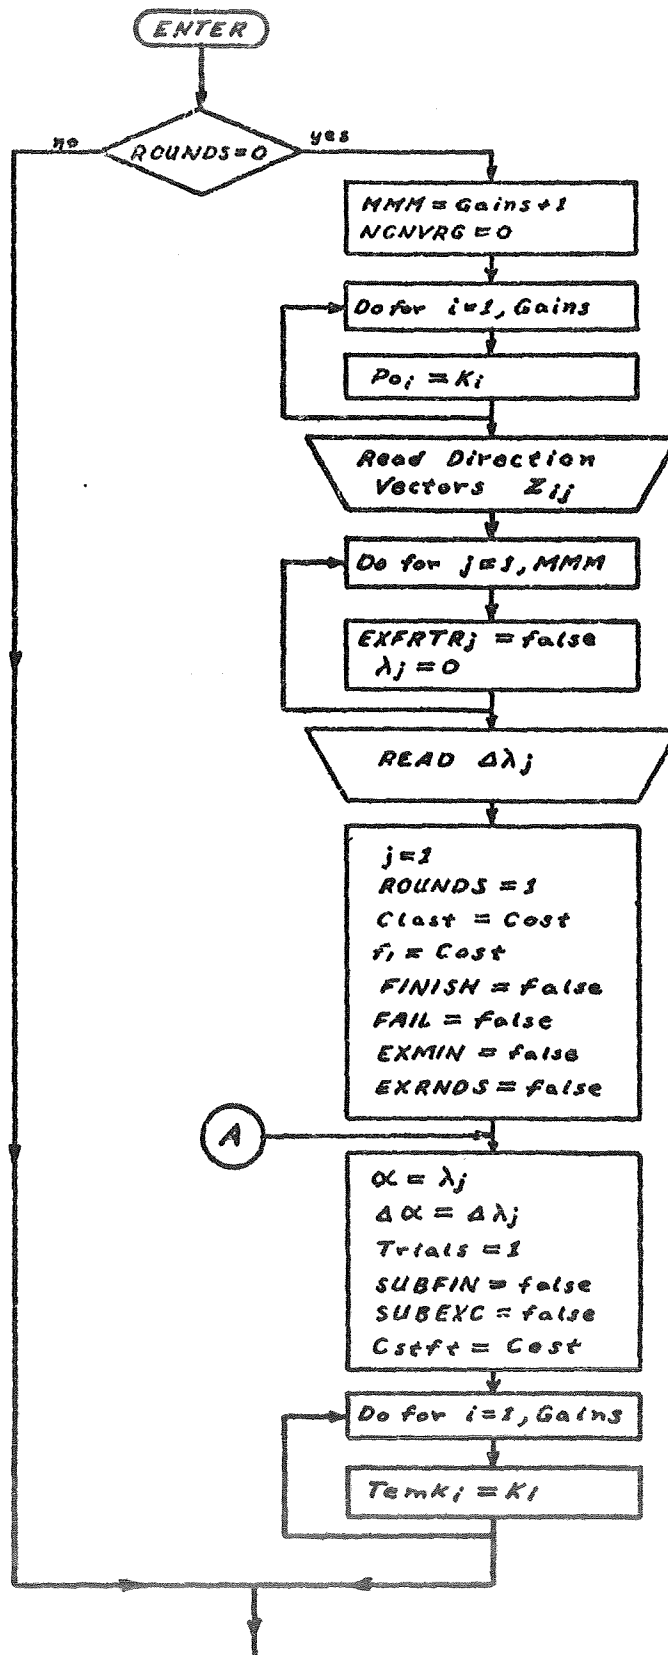 ENTER
no
ROUNDS=0
yes
MMM=Gains+1
NCNVRG=0
Do for i=1, Gains
Poi = Ki
Read Direction
Vectors Zij
Do for j=1, MMM
EXFRTRj = false
λj = 0
READ Δλj
j=1
ROUNDS = 1
Clast = Cost
f1 = Cost
FINISH = false
FAIL = false
EXMIN = false
EXRNDS = false
A
α = λj
Δα = Δλj
Trials = 1
SUBFIN = false
SUBEXC = false
Cstft = Cost
Do for i=1, Gains
Temki = Ki